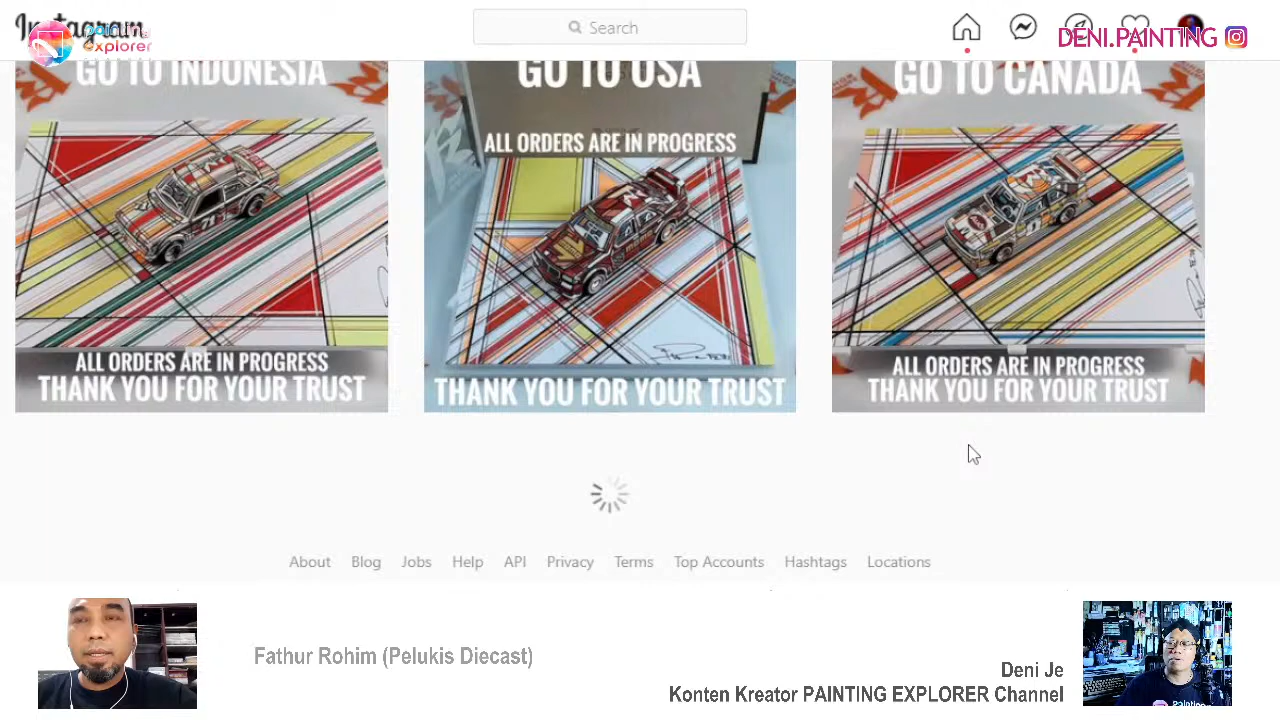 Instagram
painting
explorer
Search
DENI.PAINTING
GO TO INDONESIA
GO TO USA
GO TO CANADA
ALL ORDERS ARE IN PROGRESS
ALL ORDERS ARE IN PROGRESS
THANK YOU FOR YOUR TRUST
THANK YOU FOR YOUR TRUST
ALL ORDERS ARE IN PROGRESS
THANK YOU FOR YOUR TRUST
About Blog Jobs Help API Privacy Terms Top Accounts Hashtags Locations
Fathur Rohim (Pelukis Diecast)
Deni Je
Konten Kreator PAINTING EXPLORER Channel